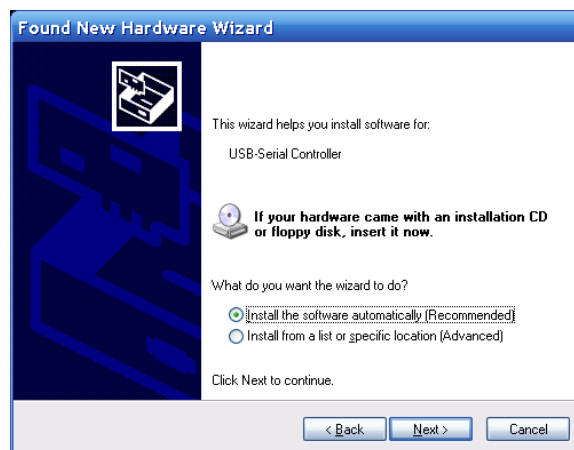 Found New Hardware Wizard
This wizard helps you install software for:
USB-Serial Controller
If your hardware came with an installation CD
or floppy disk, insert it now.
What do you want the wizard to do?
Install the software automatically (Recommended)
Install from a list or specific location (Advanced)
Click Next to continue.
< Back Next > Cancel